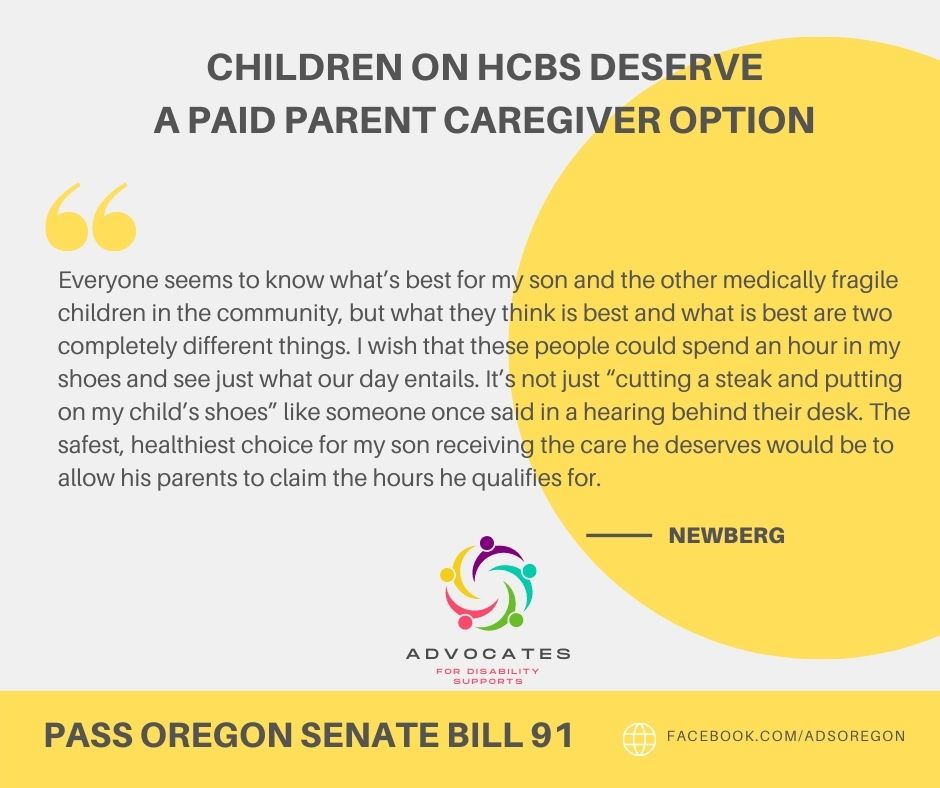 CHILDREN ON HCBS DESERVE
A PAID PARENT CAREGIVER OPTION
“
Everyone seems to know what’s best for my son and the other medically fragile
children in the community, but what they think is best and what is best are two
completely different things. I wish that these people could spend an hour in my
shoes and see just what our day entails. It’s not just “cutting a steak and putting
on my child’s shoes” like someone once said in a hearing behind their desk. The
safest, healthiest choice for my son receiving the care he deserves would be to
allow his parents to claim the hours he qualifies for.
NEWBERG
ADVOCATES
FOR DISABILITY
SUPPORTS
PASS OREGON SENATE BILL 91
FACEBOOK.COM/ADSOREGON